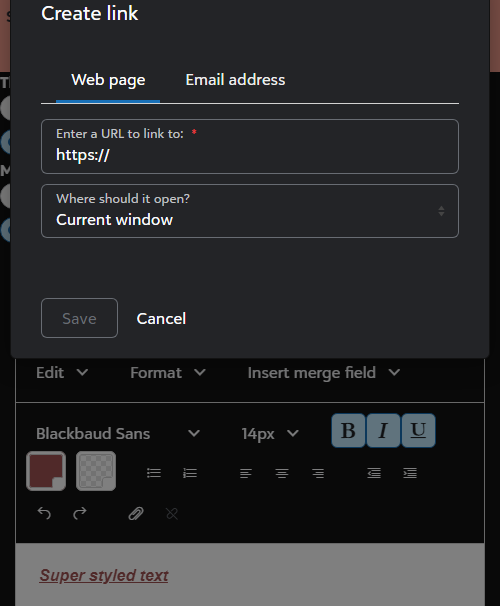 Create link
Web page Email address
Enter a URL to link to: *
https://
Where should it open?
Current window
Save Cancel
Edit Format Insert merge field
Blackbaud Sans 14px B I U
Super styled text